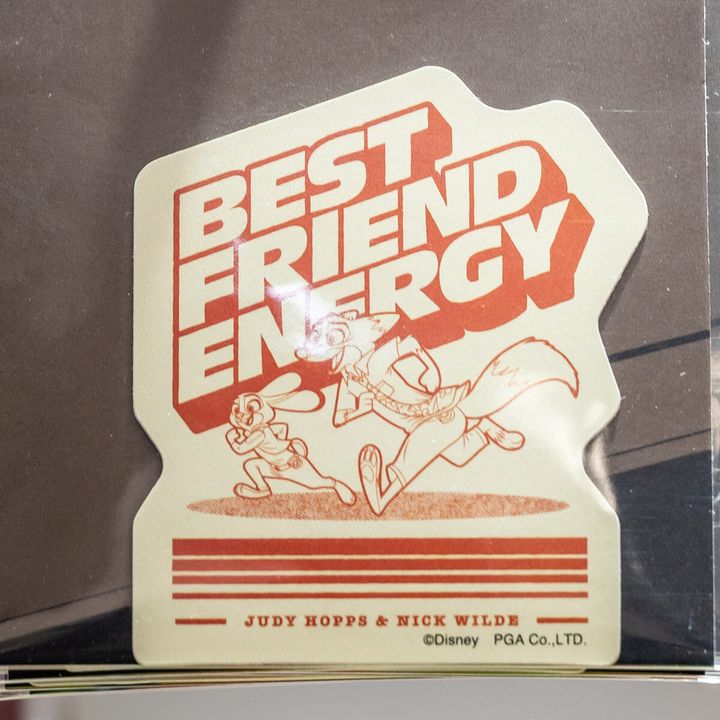 BEST
FRIEND
ENERGY
JUDY HOPPS & NICK WILDE
©Disney PGA Co.,LTD.